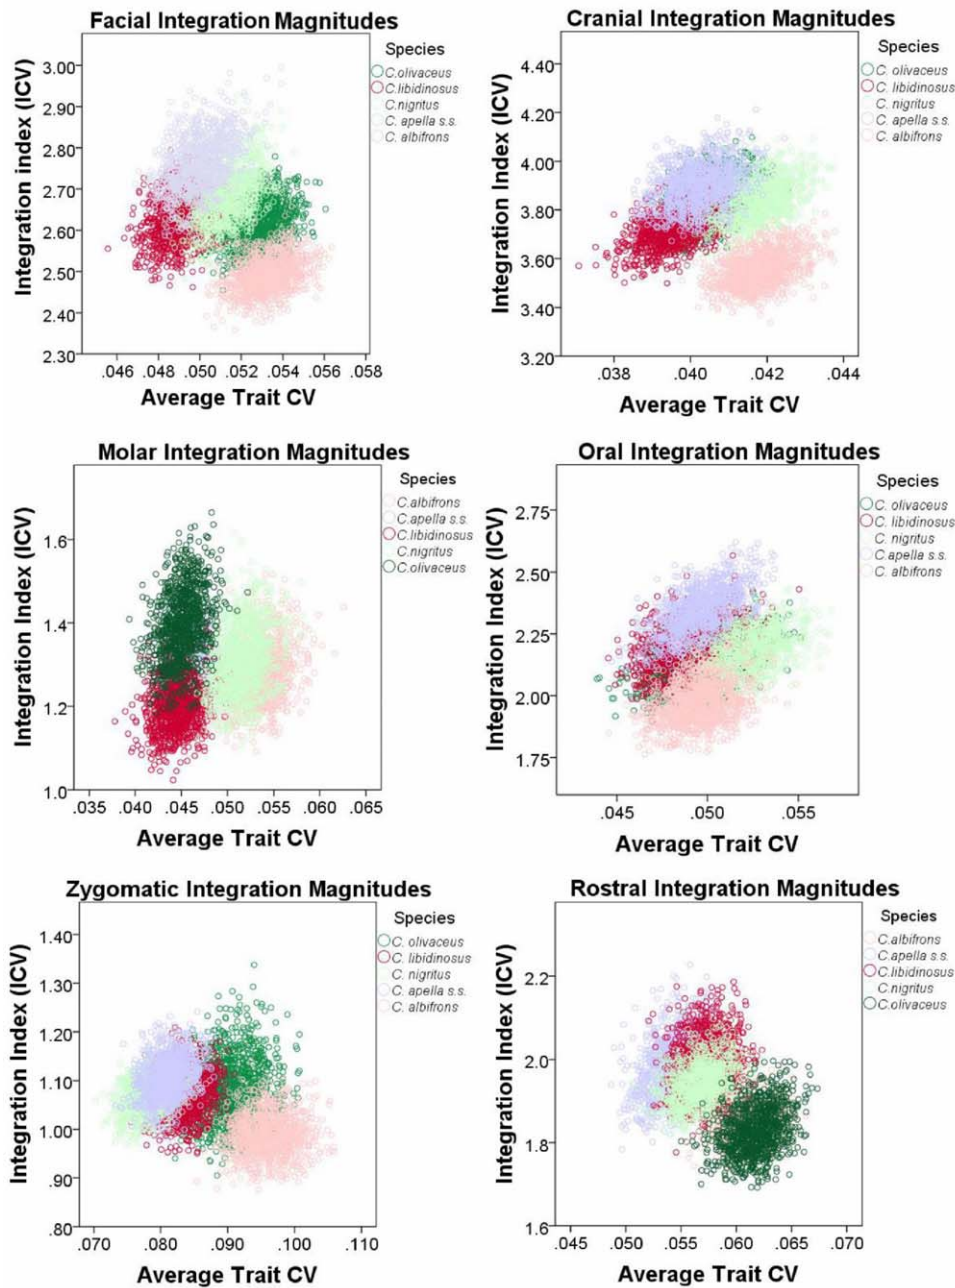 Facial Integration Magnitudes
Integration index (ICV)
3.00
2.90
2.80
2.70
2.60
2.50
2.40
2.30
.046 .048 .050 .052 .054 .056 .058
Average Trait CV
Species
C.olivaceus
C.libidinosus
C.nigritus
C. apella s.s.
C. albifrons
Cranial Integration Magnitudes
Integration Index (ICV)
4.40
4.20
4.00
3.80
3.60
3.40
3.20
.038 .040 .042 .044
Average Trait CV
Species
C. olivaceus
C. libidinosus
C. nigritus
C. apella s.s.
C. albifrons
Molar Integration Magnitudes
Integration Index (ICV)
1.6
1.4
1.2
1.0
.035 .040 .045 .050 .055 .060 .065
Average Trait CV
Species
C.albifrons
C.apella s.s.
C.libidinosus
C.nigritus
C.olivaceus
Oral Integration Magnitudes
Integration Index (ICV)
2.75
2.50
2.25
2.00
1.75
.045 .050 .055
Average Trait CV
Species
C. olivaceus
C. libidinosus
C. nigritus
C. apella s.s.
C. albifrons
Zygomatic Integration Magnitudes
Integration Index (ICV)
1.40
1.30
1.20
1.10
1.00
.90
.80
.070 .080 .090 .100 .110
Average Trait CV
Species
C. olivaceus
C. libidinosus
C. nigritus
C. apella s.s.
C. albifrons
Rostral Integration Magnitudes
Integration Index (ICV)
2.2
2.0
1.8
1.6
.045 .050 .055 .060 .065 .070
Average Trait CV
Species
C.albifrons
C.apella s.s.
C.libidinosus
C.nigritus
C.olivaceus